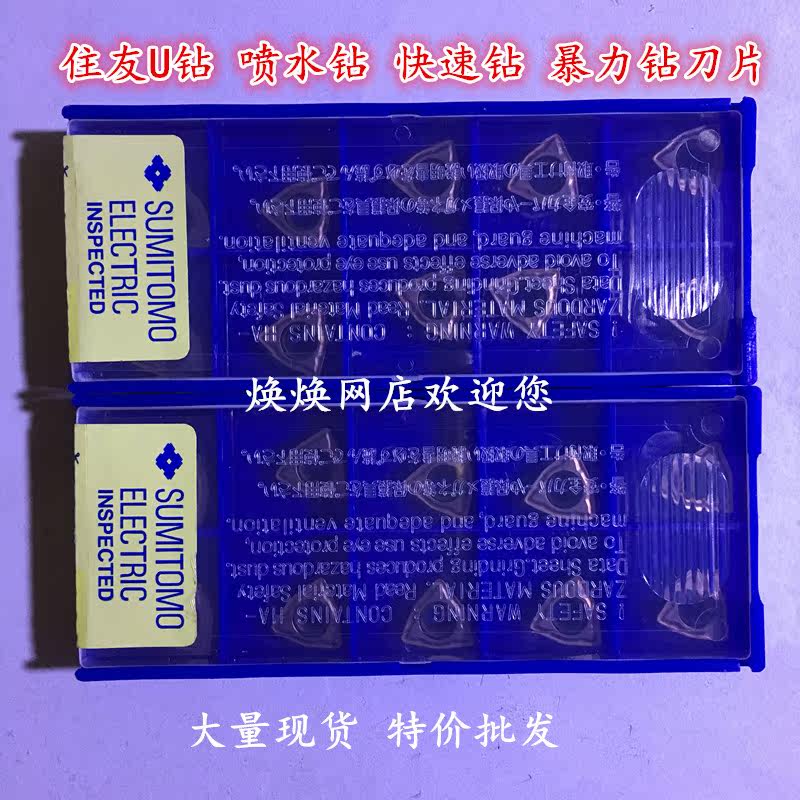 住友U钻 喷水钻 快速钻 暴力钻刀片
SUMITOMO
ELECTRIC
INSPECTED
! SAFETY WARNING : CONTAINS HA-
ZARDOUS MATERIAL. Read Material Safety
Data Sheet.Grinding produces hazardous dust.
To avoid adverse effects use eye protection,
machine guard, and adequate ventilation.
焕焕网店欢迎您
SUMITOMO
ELECTRIC
INSPECTED
! SAFETY WARNING : CONTAINS HA-
ZARDOUS MATERIAL. Read Material Safety
Data Sheet.Grinding produces hazardous dust.
To avoid adverse effects use eye protection,
machine guard, and adequate ventilation.
大量现货 特价批发